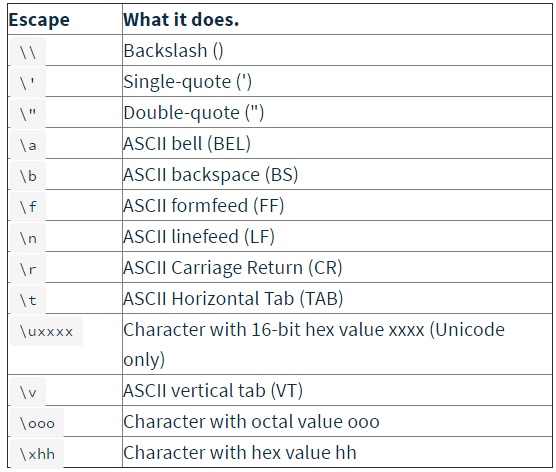 Escape What it does.
\\ Backslash ()
\' Single-quote (')
\" Double-quote (")
\a ASCII bell (BEL)
\b ASCII backspace (BS)
\f ASCII formfeed (FF)
\n ASCII linefeed (LF)
\r ASCII Carriage Return (CR)
\t ASCII Horizontal Tab (TAB)
\uxxxx Character with 16-bit hex value xxxx (Unicode
only)
\v ASCII vertical tab (VT)
\ooo Character with octal value ooo
\xhh Character with hex value hh